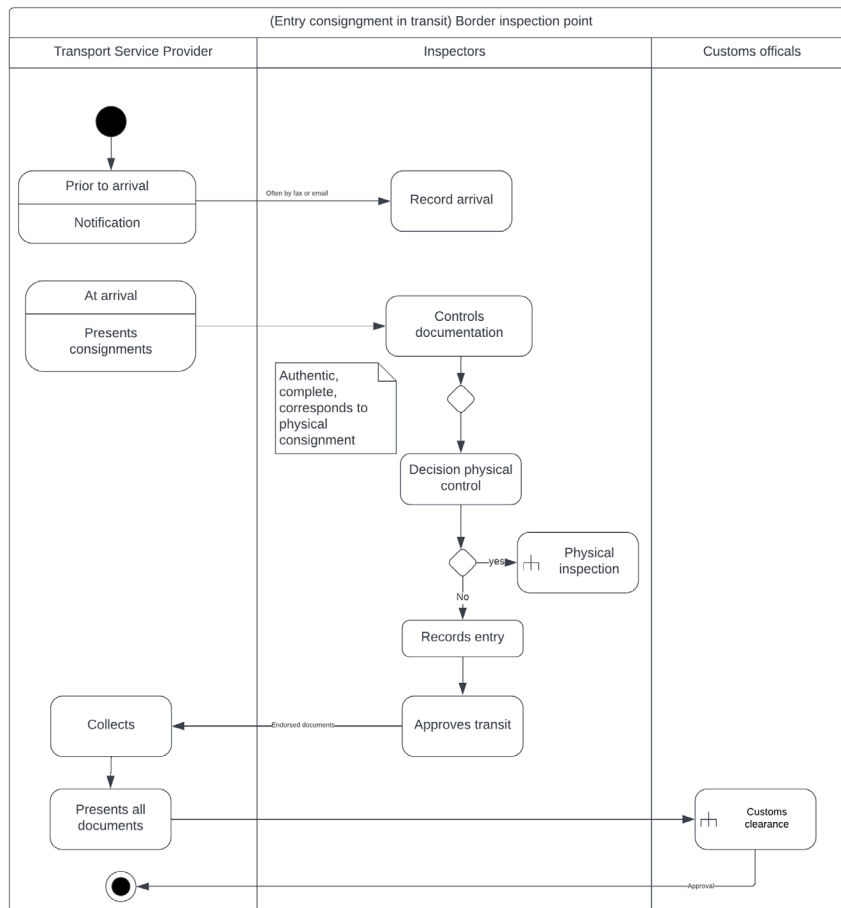 (Entry consigngment in transit) Border inspection point
Transport Service Provider
Inspectors
Customs officals
Prior to arrival
Notification
Often by fax or email
Record arrival
At arrival
Presents
consignments
Controls
documentation
Authentic,
complete,
corresponds to
physical
consignment
Decision physical
control
yes
Physical
inspection
No
Records entry
Collects
Endorsed documents
Approves transit
Presents all
documents
Customs
clearance
Approval